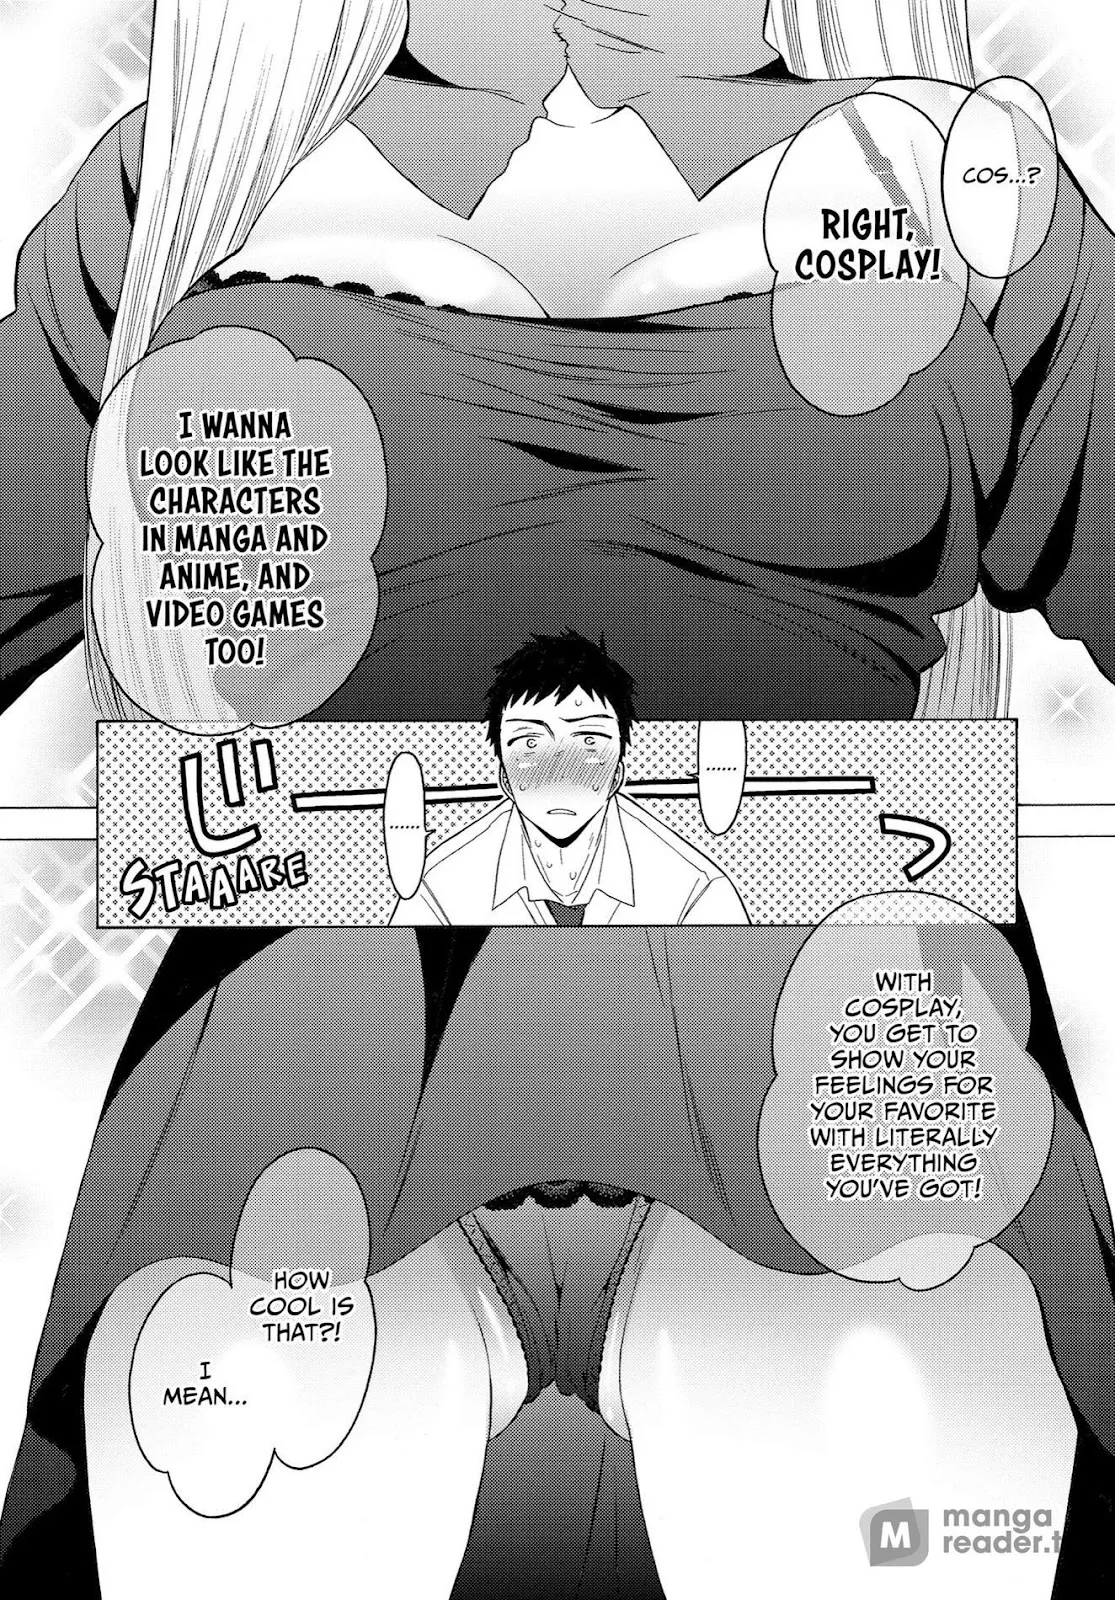 COS...?
RIGHT,
COSPLAY!
I WANNA
LOOK LIKE THE
CHARACTERS
IN MANGA AND
ANIME, AND
VIDEO GAMES
TOO!
じーっ
STAAAARE
........
........
WITH
COSPLAY,
YOU GET TO
SHOW YOUR
FEELINGS FOR
YOUR FAVORITE
WITH LITERALLY
EVERYTHING
YOU'VE GOT!
HOW
COOL IS
THAT?!
I
MEAN...
M
manga
reader.t